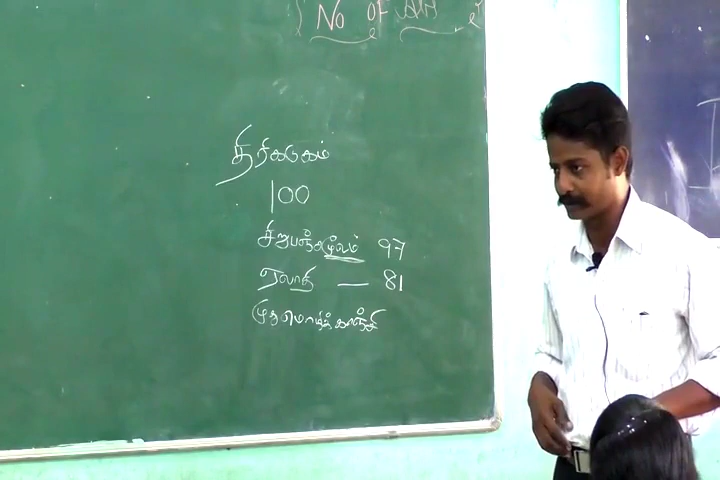 No of
திரிகடுகம்
100
சிறுபஞ்சமூலம் 97
ஏலாதி — 81
முதுமொழிக் காஞ்சி